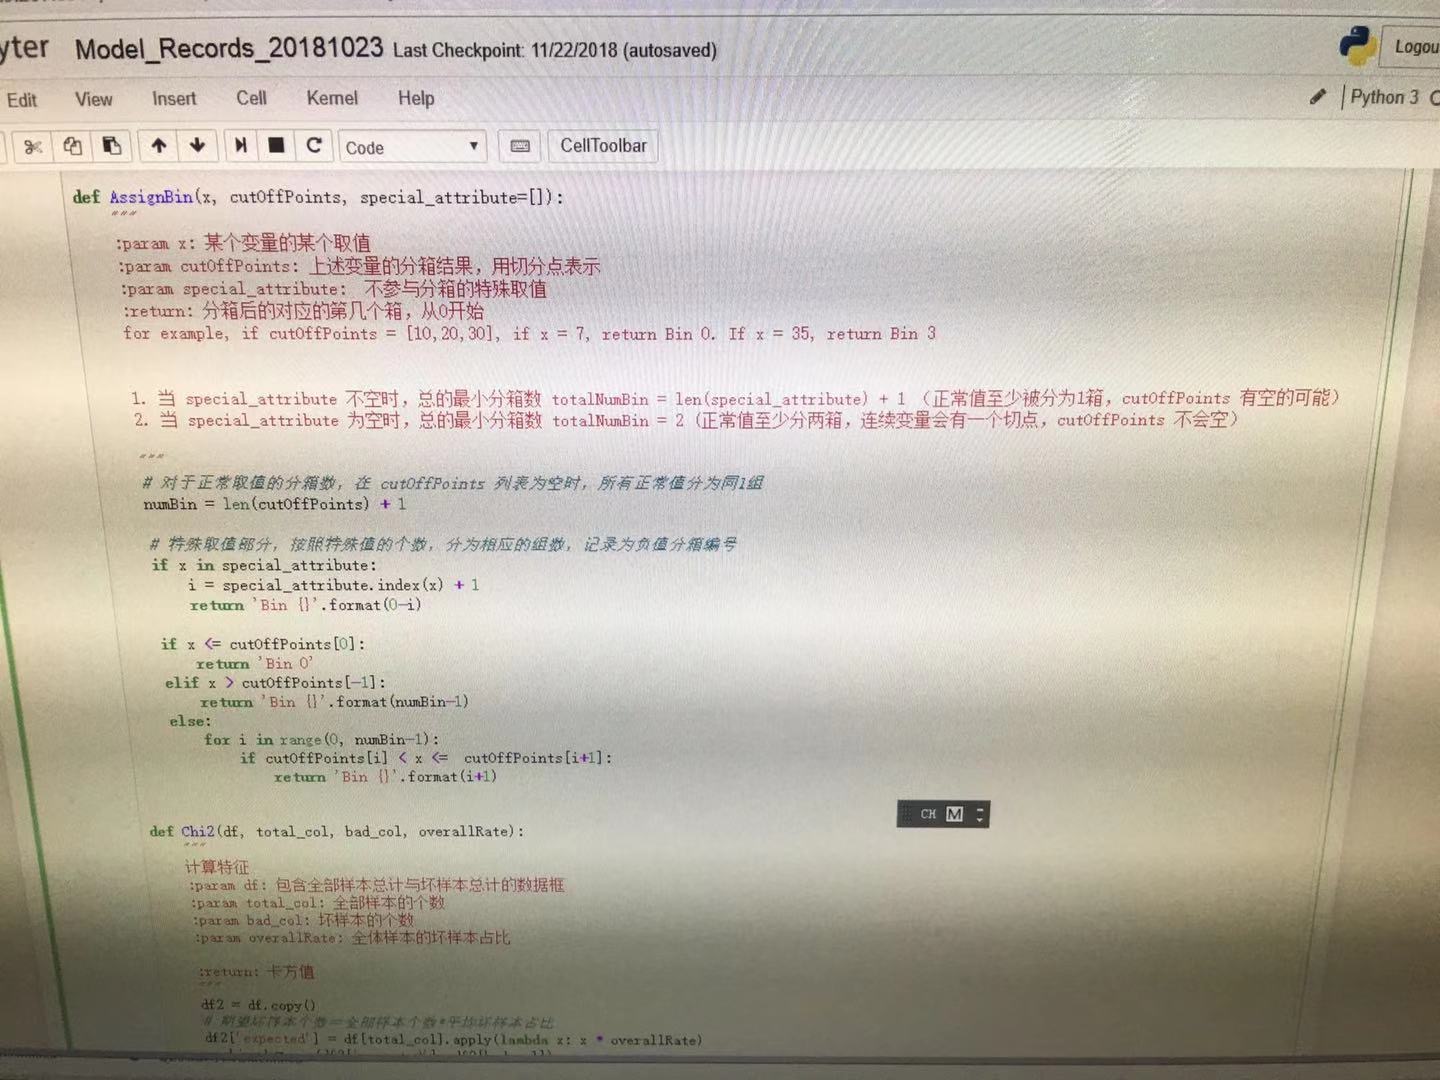 yter Model_Records_20181023 Last Checkpoint: 11/22/2018 (autosaved)
Logou
Edit View Insert Cell Kernel Help
Python 3
Code CellToolbar
def AssignBin(x, cutOffPoints, special_attribute=[]):
"""
:param x: 某个变量的某个取值
:param cutOffPoints: 上述变量的分箱结果，用切分点表示
:param special_attribute: 不参与分箱的特殊取值
:return: 分箱后的对应的第几个箱，从0开始
for example, if cutOffPoints = [10,20,30], if x = 7, return Bin 0. If x = 35, return Bin 3
1. 当 special_attribute 不空时，总的最小分箱数 totalNumBin = len(special_attribute) + 1 （正常值至少被分为1箱，cutOffPoints 有空的可能）
2. 当 special_attribute 为空时，总的最小分箱数 totalNumBin = 2（正常值至少分两箱，连续变量会有一个切点，cutOffPoints 不会空）
"""
# 对于正常取值的分箱数，在 cutOffPoints 列表为空时，所有正常值分为同1组
numBin = len(cutOffPoints) + 1
# 特殊取值部分，按照特殊值的个数，分为相应的组数，记录为负值分箱编号
if x in special_attribute:
i = special_attribute.index(x) + 1
return 'Bin {}'.format(0-i)
if x <= cutOffPoints[0]:
return 'Bin 0'
elif x > cutOffPoints[-1]:
return 'Bin {}'.format(numBin-1)
else:
for i in range(0, numBin-1):
if cutOffPoints[i] < x <= cutOffPoints[i+1]:
return 'Bin {}'.format(i+1)
CH M
def Chi2(df, total_col, bad_col, overallRate):
"""
计算特征
:param df: 包含全部样本总计与坏样本总计的数据框
:param total_col: 全部样本的个数
:param bad_col: 坏样本的个数
:param overallRate: 全体样本的坏样本占比
:return: 卡方值
"""
df2 = df.copy()
# 期望坏样本个数＝全部样本个数*平均坏样本占比
df2['expected'] = df[total_col].apply(lambda x: x * overallRate)